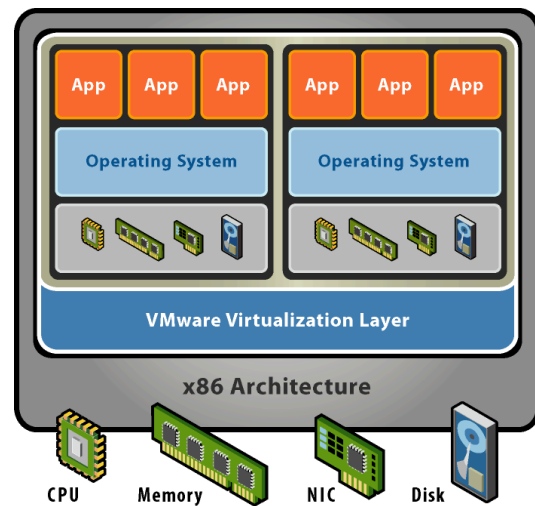 App App App App App App
Operating System Operating System
VMware Virtualization Layer
x86 Architecture
CPU Memory NIC Disk